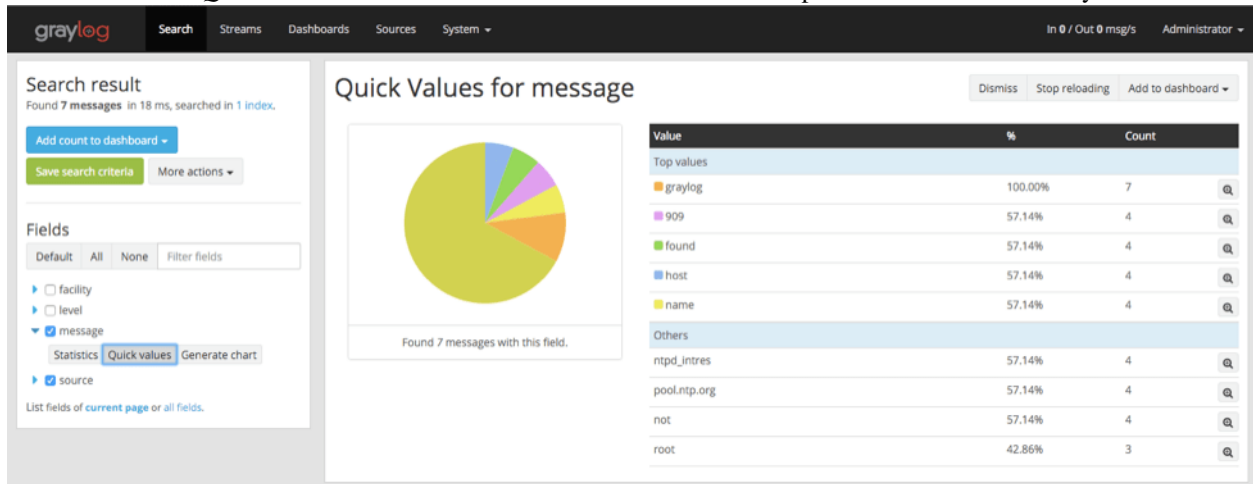 graylog Search Streams Dashboards Sources System In 0 / Out 0 msg/s Administrator
Search result
Found 7 messages in 18 ms, searched in 1 index.
Add count to dashboard
Save search criteria More actions
Fields
Default All None Filter fields
facility
level
message
Statistics Quick values Generate chart
source
List fields of current page or all fields.
Quick Values for message
Dismiss Stop reloading Add to dashboard
Found 7 messages with this field.
Value % Count
Top values
graylog 100.00% 7
909 57.14% 4
found 57.14% 4
host 57.14% 4
name 57.14% 4
Others
ntpd_intres 57.14% 4
pool.ntp.org 57.14% 4
not 57.14% 4
root 42.86% 3